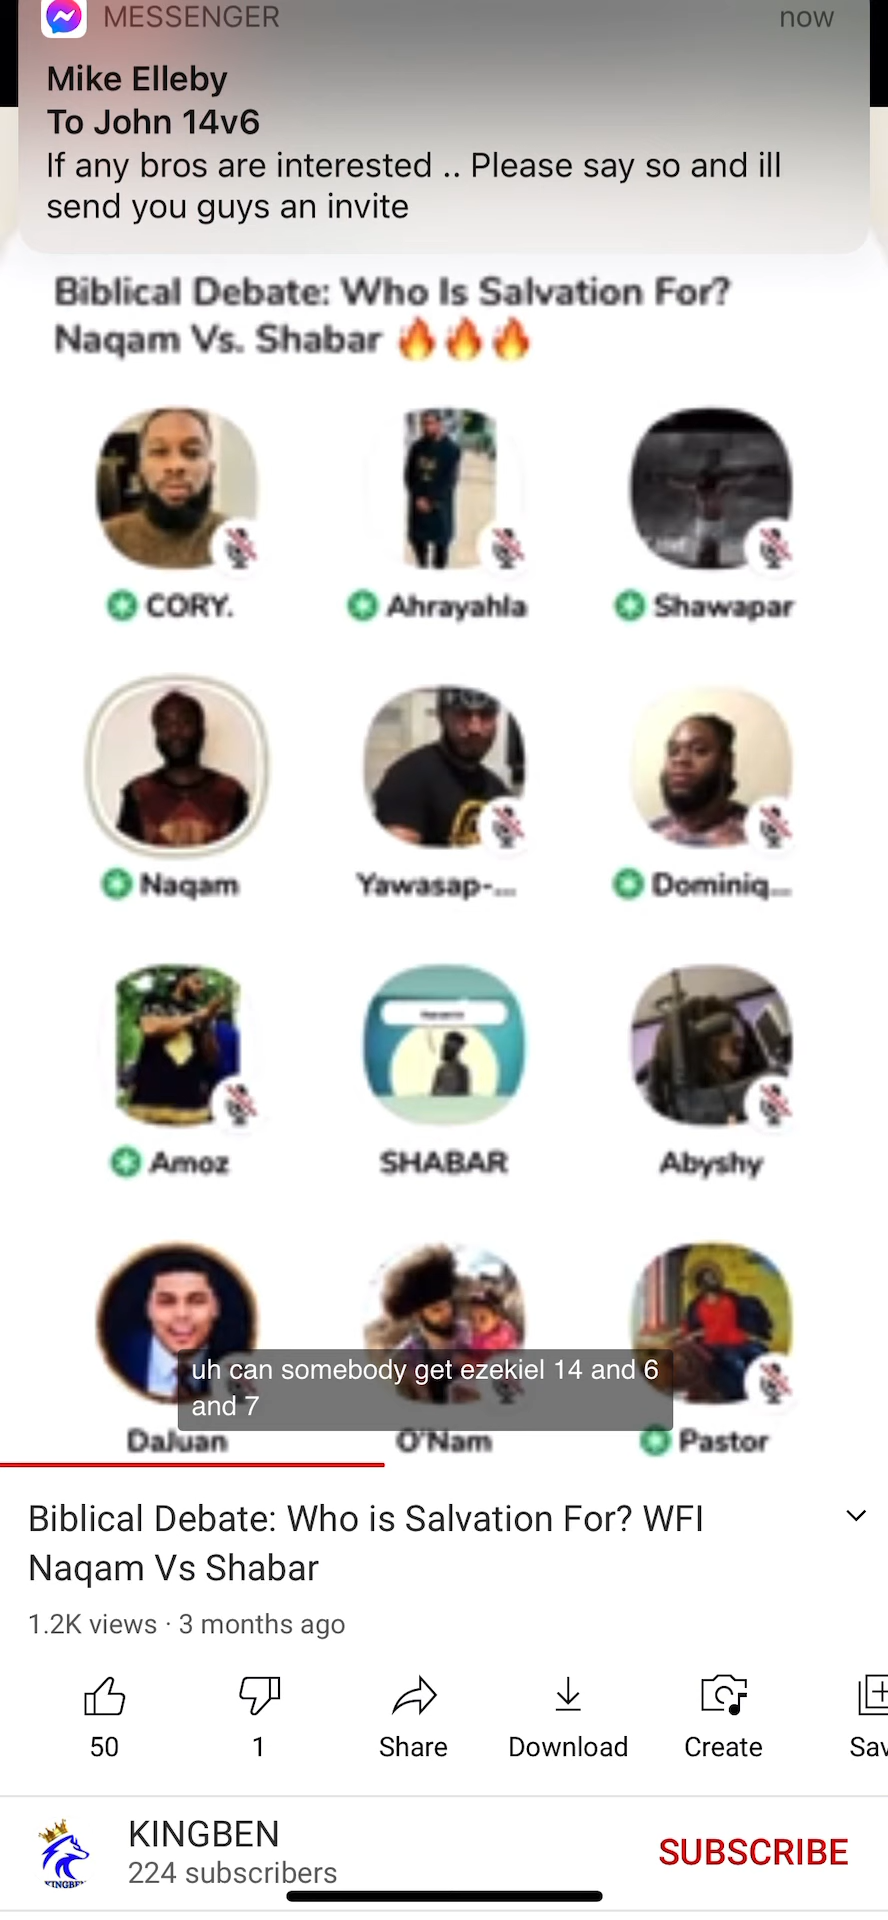 MESSENGER now
Mike Elleby
To John 14v6
If any bros are interested .. Please say so and ill
send you guys an invite
Biblical Debate: Who Is Salvation For?
Naqam Vs. Shabar 🔥🔥🔥
CORY. Ahrayahla Shawapar
Naqam Yawasap-... Dominiq...
Amoz SHABAR Abyshy
uh can somebody get ezekiel 14 and 6
and 7
DaJuan O'Nam Pastor
Biblical Debate: Who is Salvation For? WFI
Naqam Vs Shabar
1.2K views · 3 months ago
50 1 Share Download Create Sav
KINGBEN
224 subscribers
SUBSCRIBE